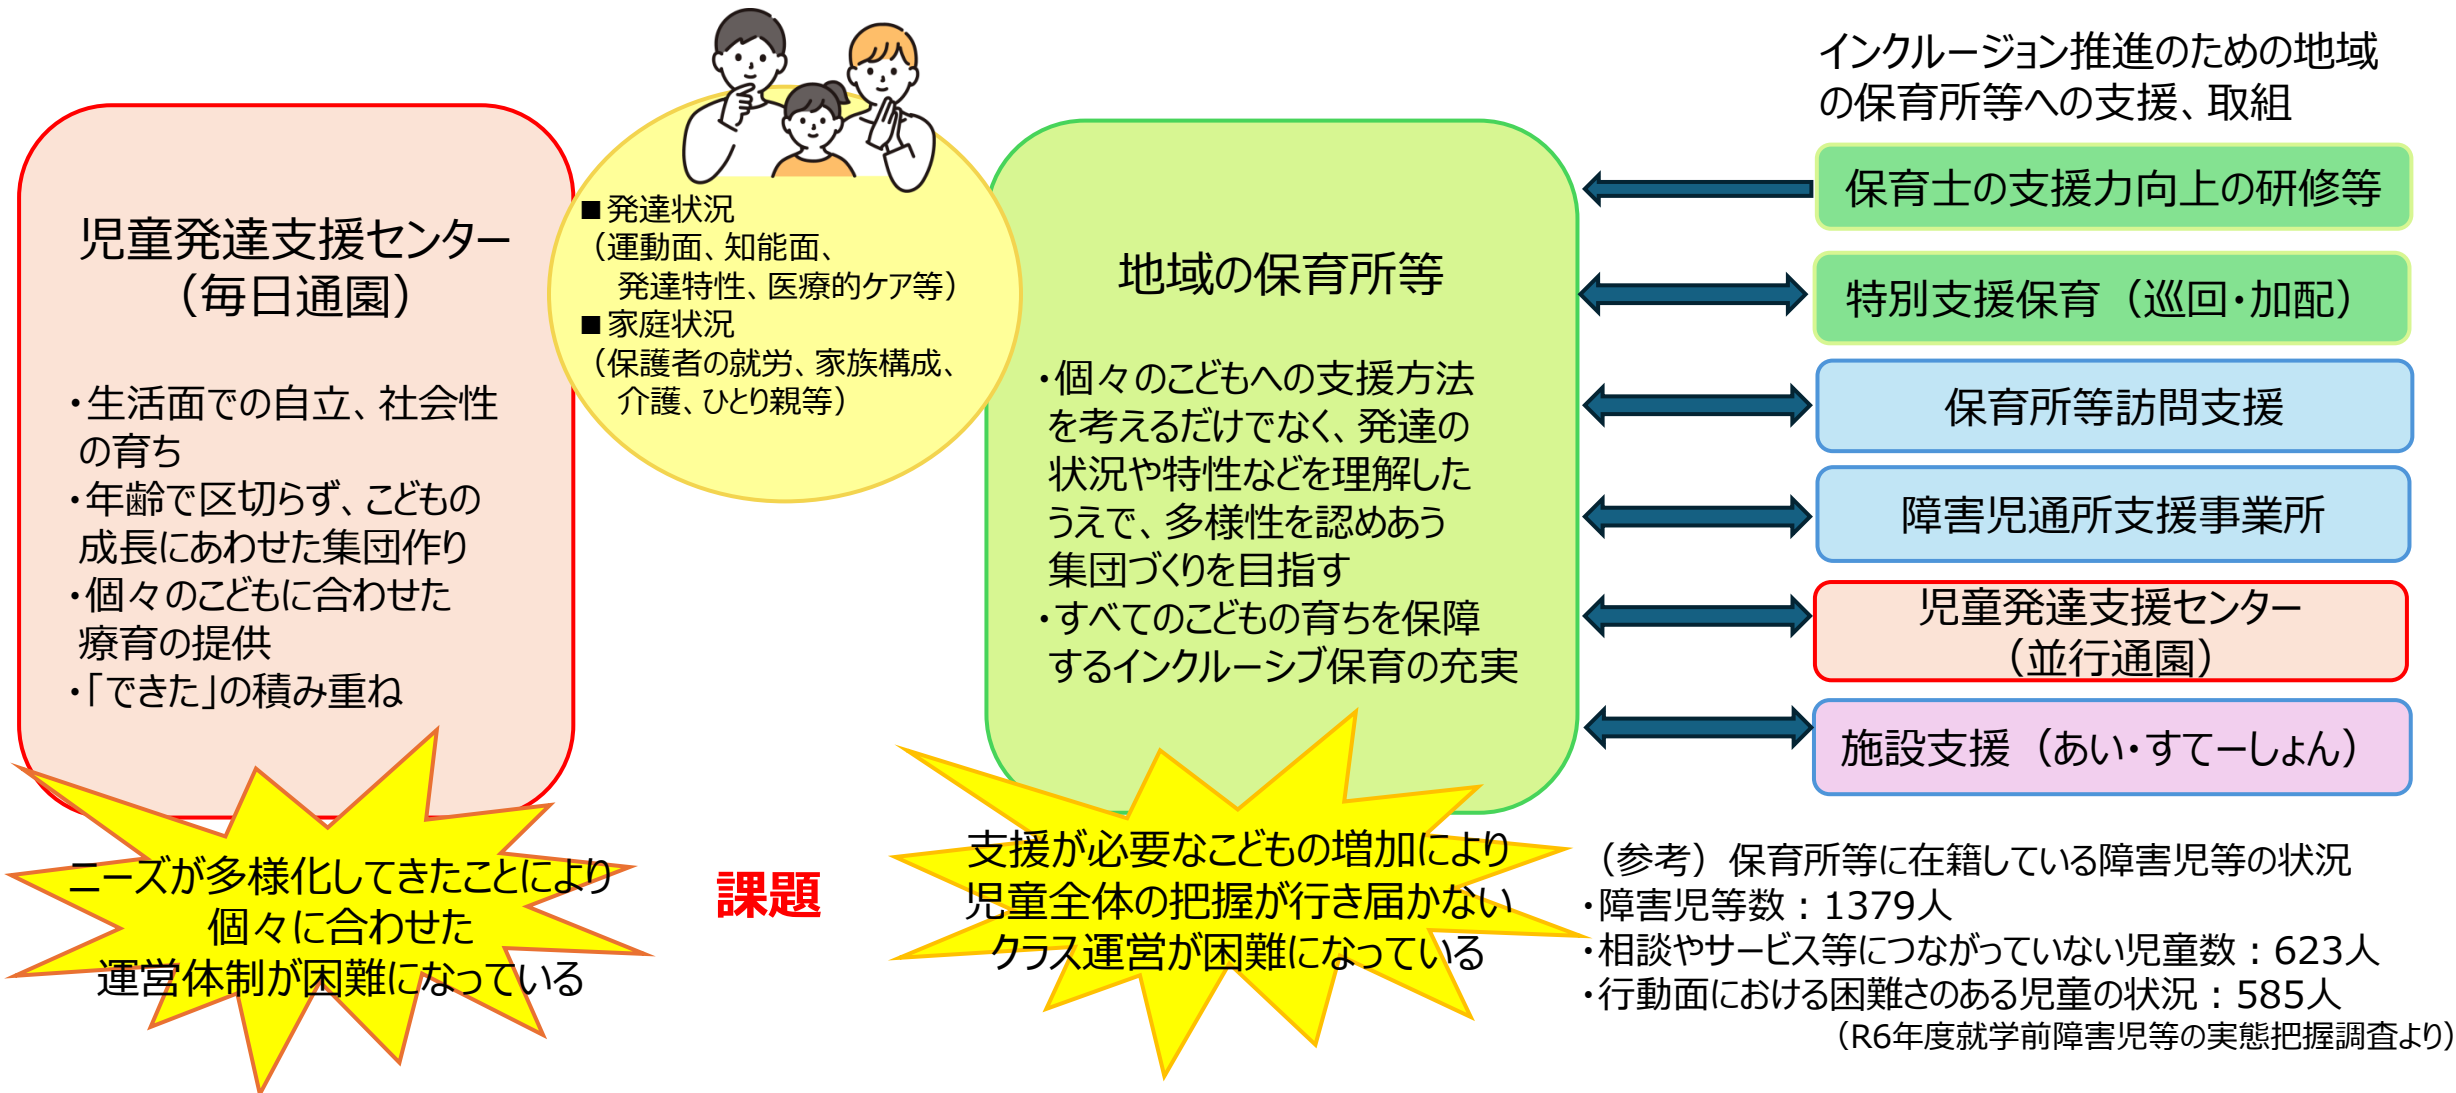 児童発達支援センター
（毎日通園）
・生活面での自立、社会性
の育ち
・年齢で区切らず、こどもの
成長にあわせた集団作り
・個々のこどもに合わせた
療育の提供
・「できた」の積み重ね
■発達状況
（運動面、知能面、
発達特性、医療的ケア等）
■家庭状況
（保護者の就労、家族構成、
介護、ひとり親等）
地域の保育所等
・個々のこどもへの支援方法
を考えるだけでなく、発達の
状況や特性などを理解した
うえで、多様性を認めあう
集団づくりを目指す
・すべてのこどもの育ちを保障
するインクルーシブ保育の充実
インクルージョン推進のための地域
の保育所等への支援、取組
保育士の支援力向上の研修等
特別支援保育（巡回・加配）
保育所等訪問支援
障害児通所支援事業所
児童発達支援センター
（並行通園）
施設支援（あい・すてーしょん）
ニーズが多様化してきたことにより
個々に合わせた
運営体制が困難になっている
課題
支援が必要なこどもの増加により
児童全体の把握が行き届かない
クラス運営が困難になっている
（参考）保育所等に在籍している障害児等の状況
・障害児等数：1379人
・相談やサービス等につながっていない児童数：623人
・行動面における困難さのある児童の状況：585人
（R6年度就学前障害児等の実態把握調査より）